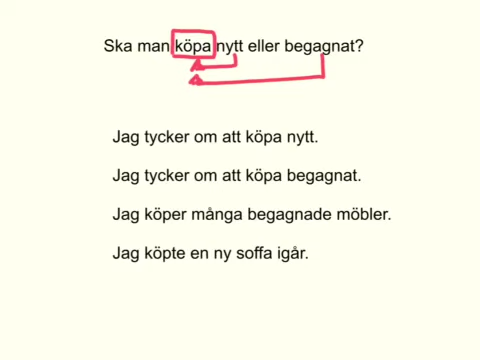 Ska man köpa nytt eller begagnat?
Jag tycker om att köpa nytt.
Jag tycker om att köpa begagnat.
Jag köper många begagnade möbler.
Jag köpte en ny soffa igår.